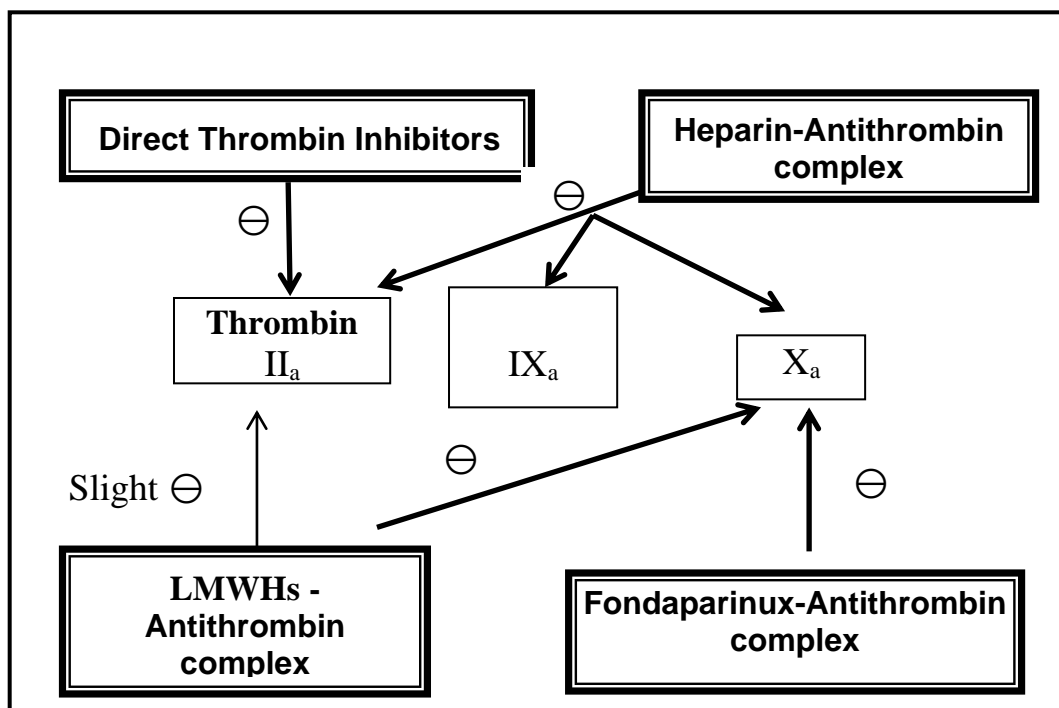 Direct Thrombin Inhibitors
Heparin-Antithrombin
complex
⊖
⊖
Thrombin
IIₐ
IXₐ
Xₐ
⊖
Slight ⊖
⊖
LMWHs -
Antithrombin
complex
Fondaparinux-Antithrombin
complex